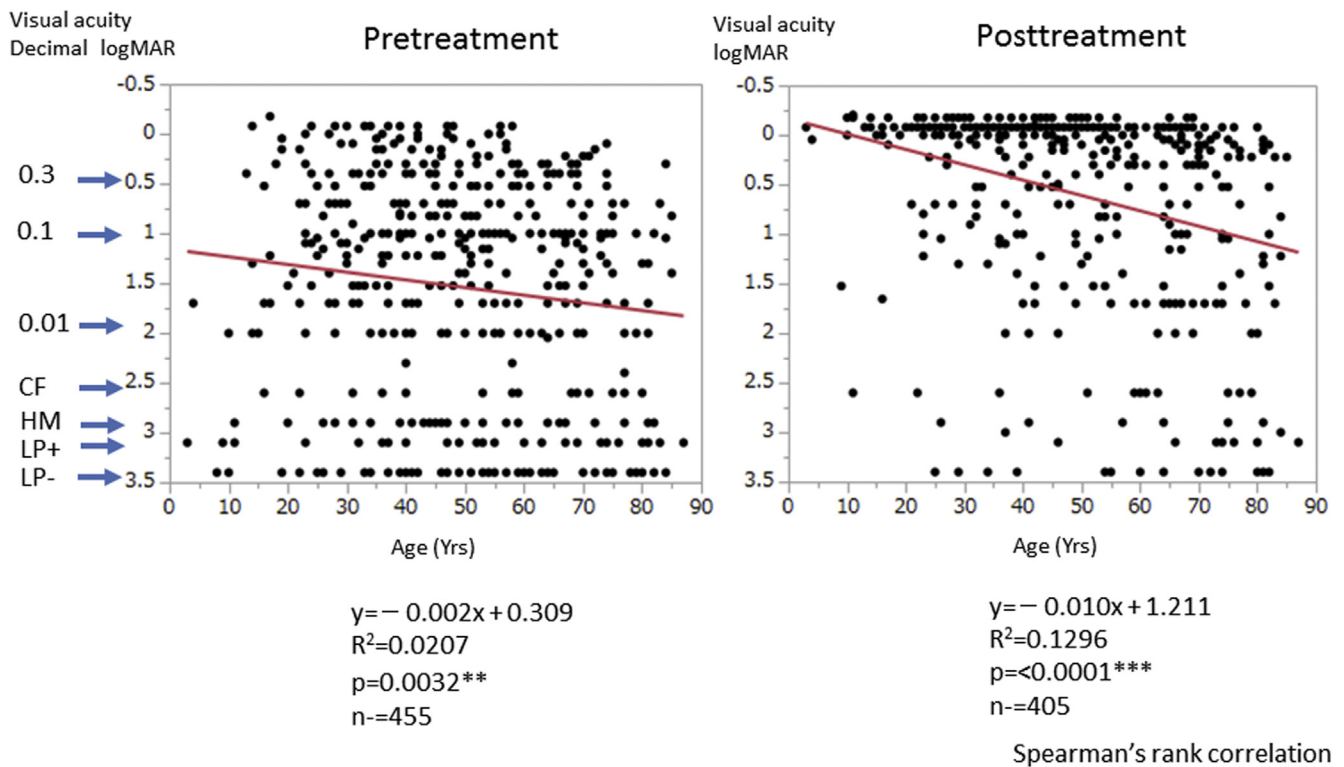 Visual acuity
Decimal logMAR
Pretreatment
-0.5
0
0.3
0.5
0.1
1
1.5
0.01
2
CF
2.5
HM
3
LP+
LP-
3.5
0 10 20 30 40 50 60 70 80 90
Age (Yrs)
y=－0.002x+0.309
R²=0.0207
p=0.0032**
n-=455
Visual acuity
logMAR
Posttreatment
-0.5
0
0.5
1
1.5
2
2.5
3
3.5
0 10 20 30 40 50 60 70 80 90
Age (Yrs)
y=－0.010x+1.211
R²=0.1296
p=<0.0001***
n-=405
Spearman's rank correlation